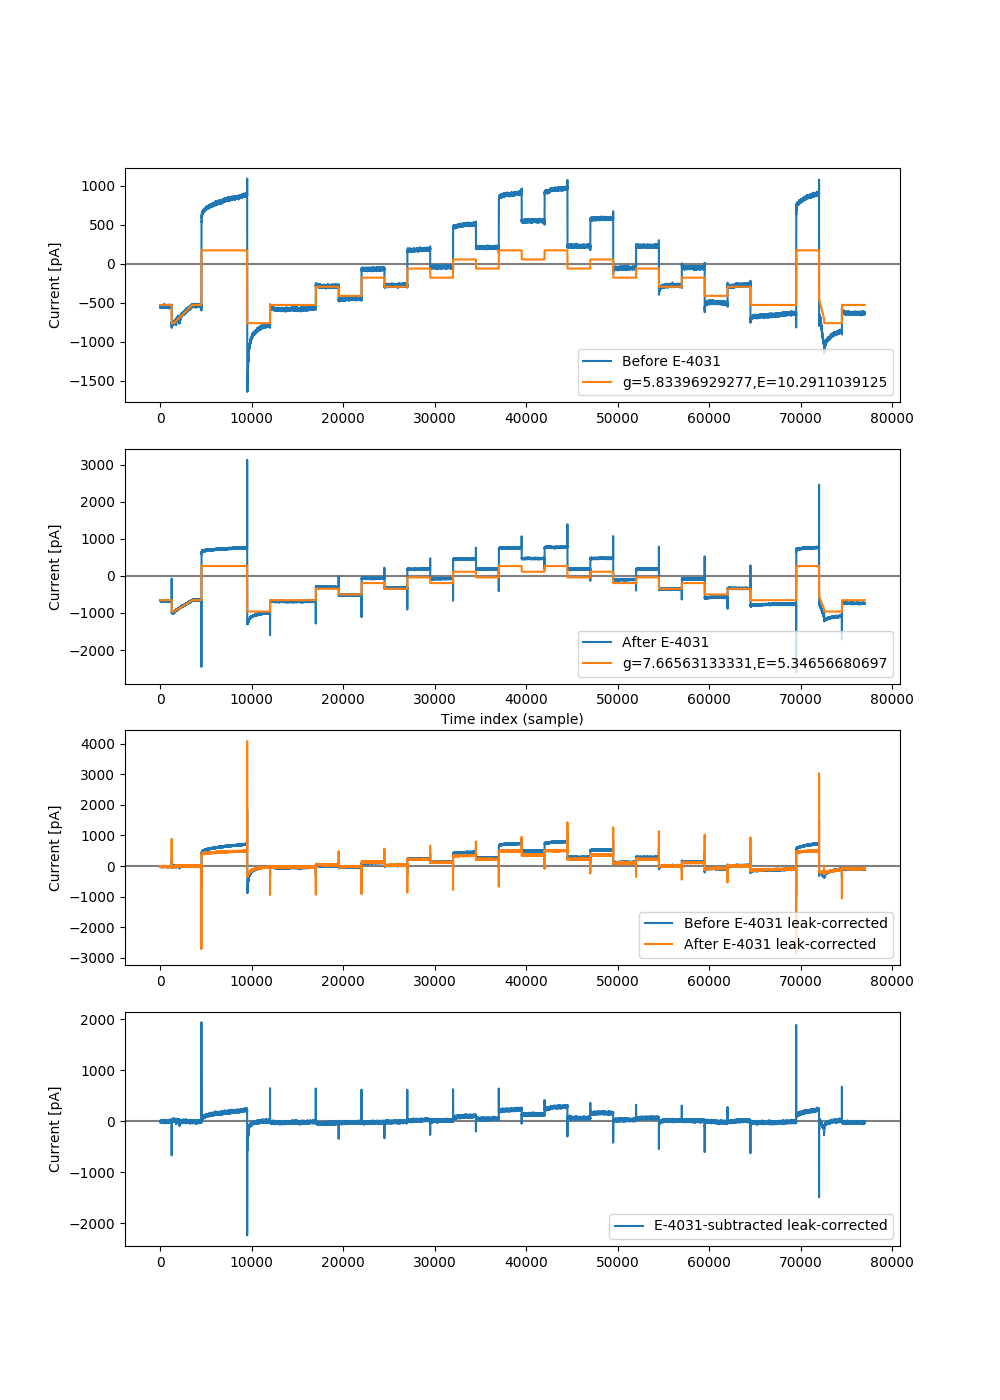 1000
500
0
−500
−1000
−1500
Current [pA]
Before E-4031
g=5.83396929277,E=10.2911039125
0 10000 20000 30000 40000 50000 60000 70000 80000
3000
2000
1000
0
−1000
−2000
Current [pA]
After E-4031
g=7.66563133331,E=5.34656680697
0 10000 20000 30000 40000 50000 60000 70000 80000
Time index (sample)
4000
3000
2000
1000
0
−1000
−2000
−3000
Current [pA]
Before E-4031 leak-corrected
After E-4031 leak-corrected
0 10000 20000 30000 40000 50000 60000 70000 80000
2000
1000
0
−1000
−2000
Current [pA]
E-4031-subtracted leak-corrected
0 10000 20000 30000 40000 50000 60000 70000 80000